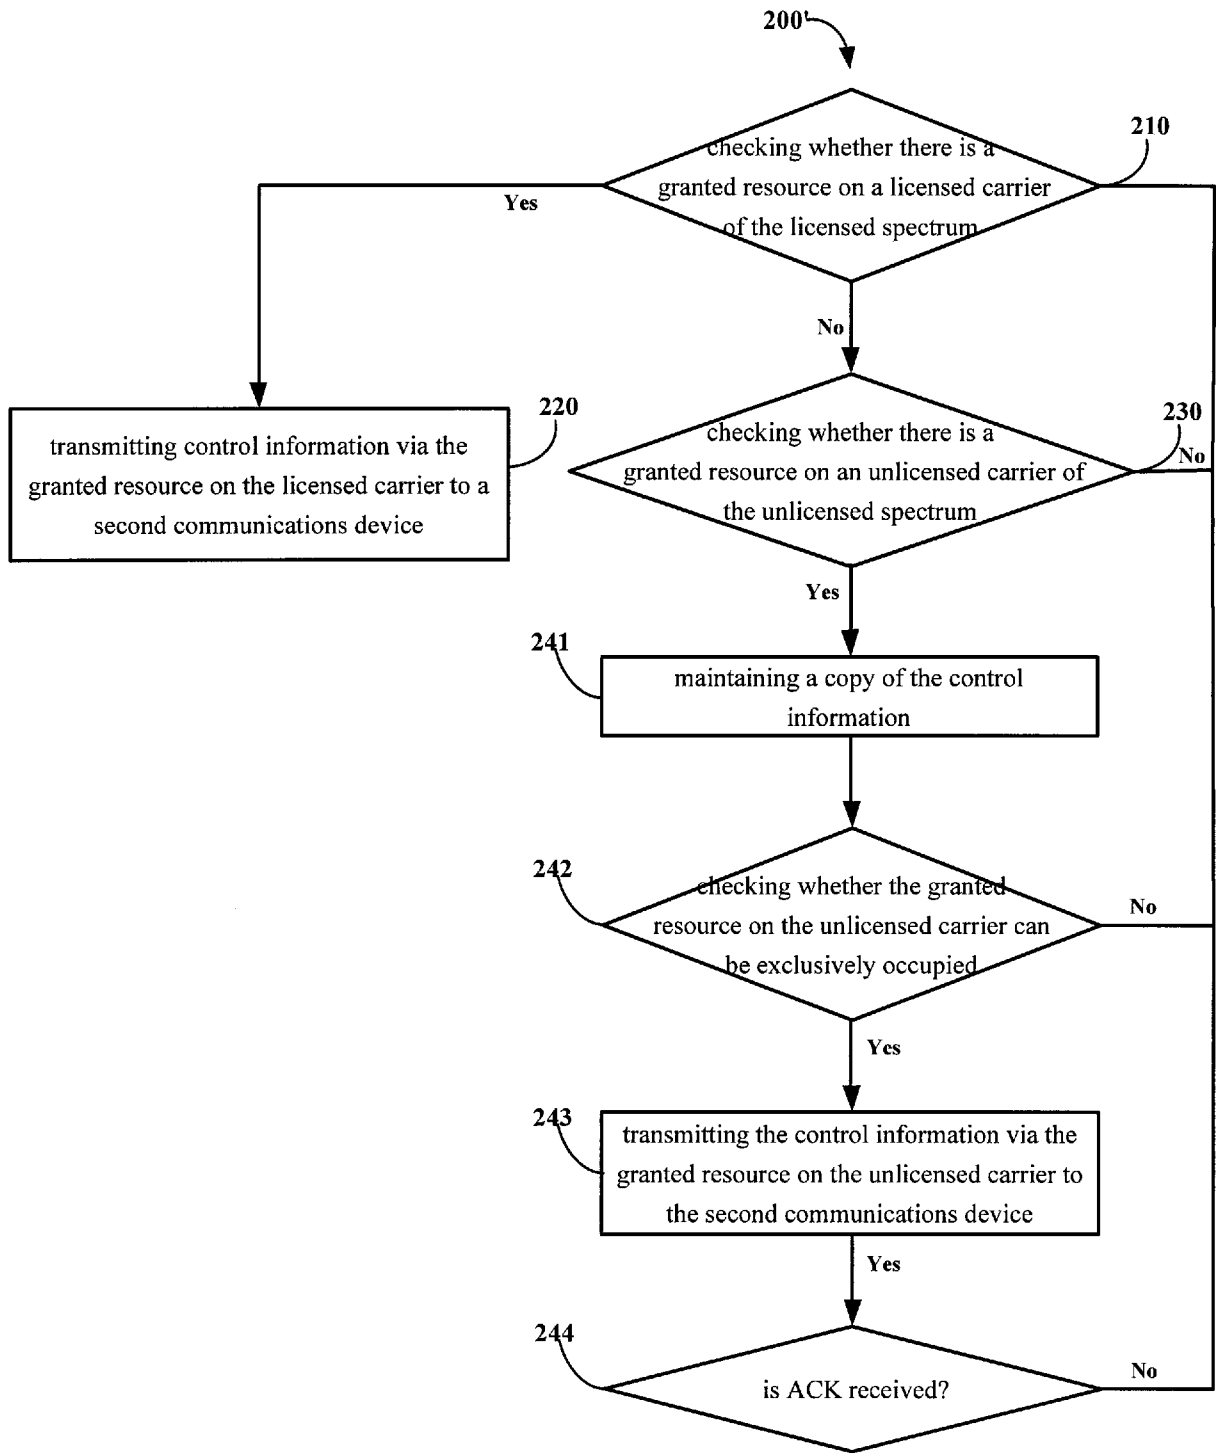 200'
210
checking whether there is a
granted resource on a licensed carrier
of the licensed spectrum
Yes
No
220
transmitting control information via the
granted resource on the licensed carrier to a
second communications device
230
checking whether there is a
granted resource on an unlicensed carrier of
the unlicensed spectrum
No
Yes
241
maintaining a copy of the control
information
242
checking whether the granted
resource on the unlicensed carrier can
be exclusively occupied
No
Yes
243
transmitting the control information via the
granted resource on the unlicensed carrier to
the second communications device
Yes
244
is ACK received?
No